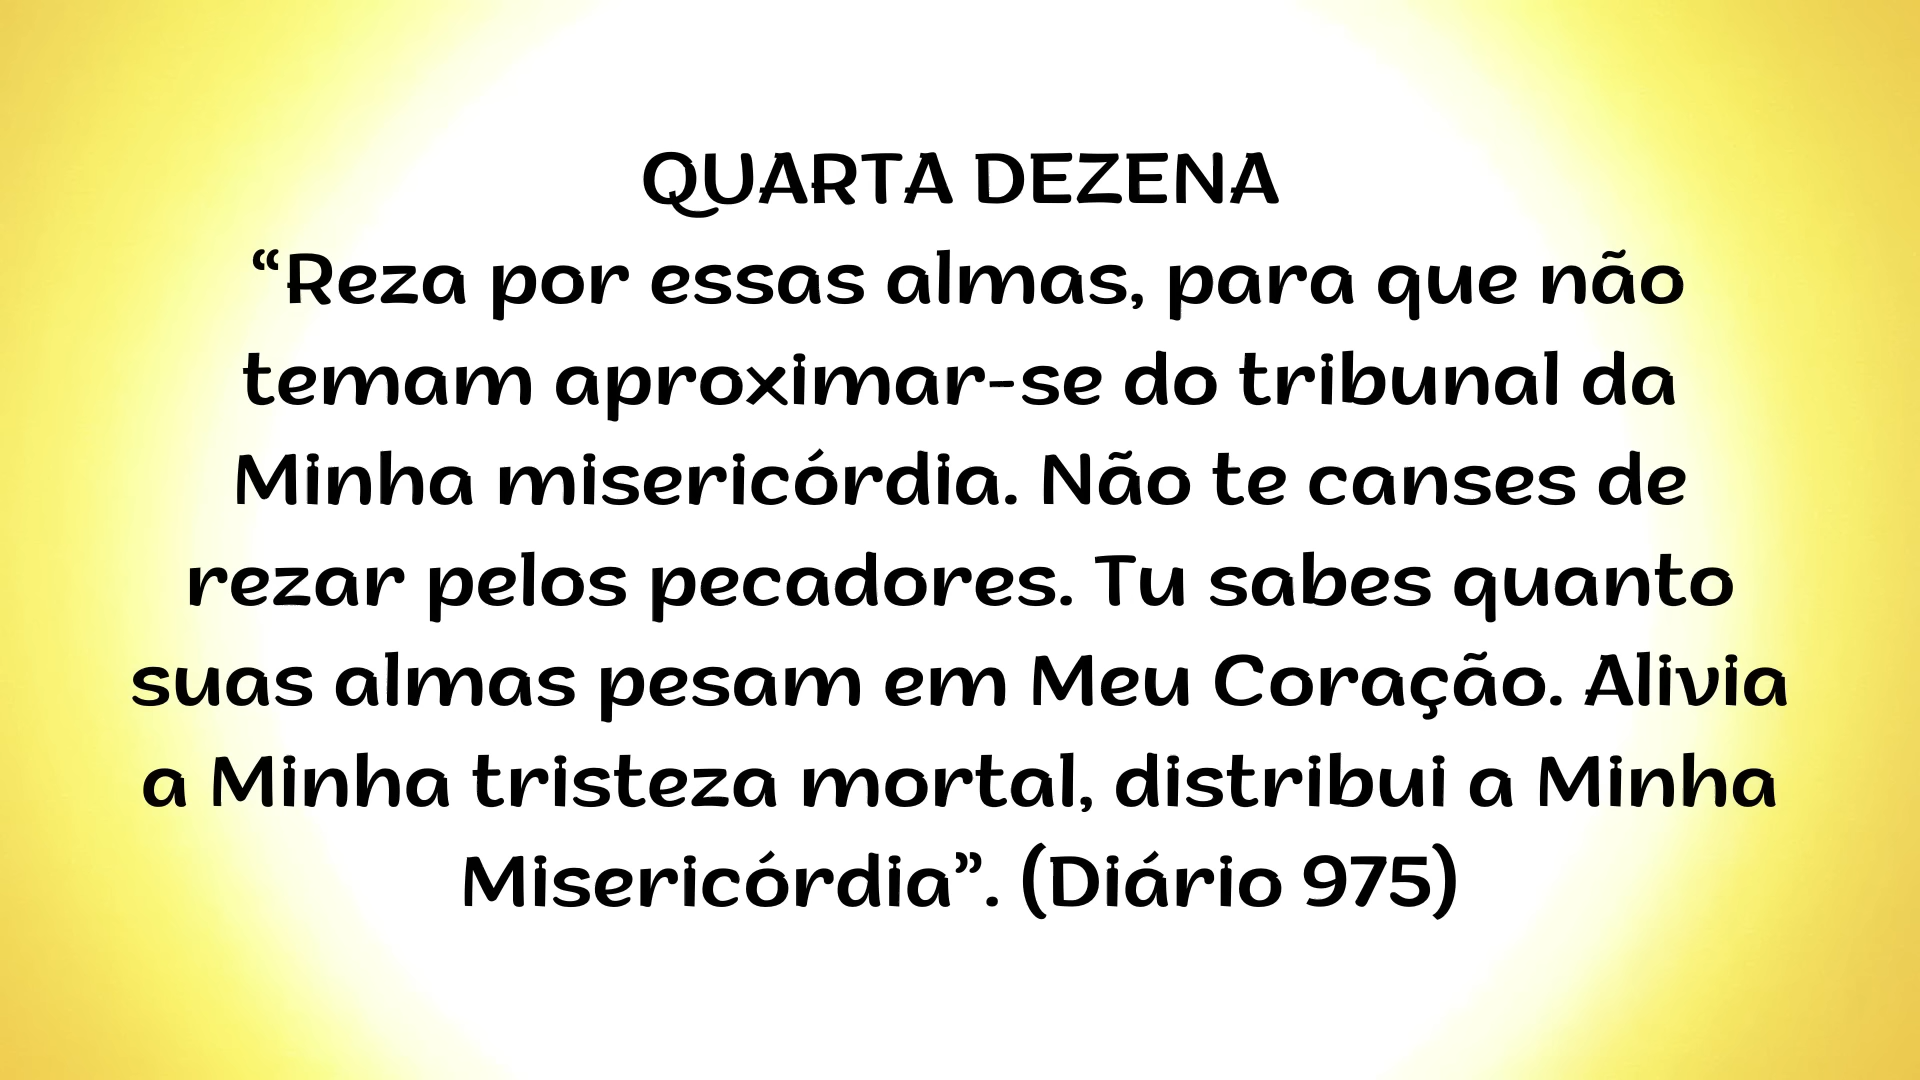 QUARTA DEZENA
“Reza por essas almas, para que não
temam aproximar-se do tribunal da
Minha misericórdia. Não te canses de
rezar pelos pecadores. Tu sabes quanto
suas almas pesam em Meu Coração. Alivia
a Minha tristeza mortal, distribui a Minha
Misericórdia”. (Diário 975)